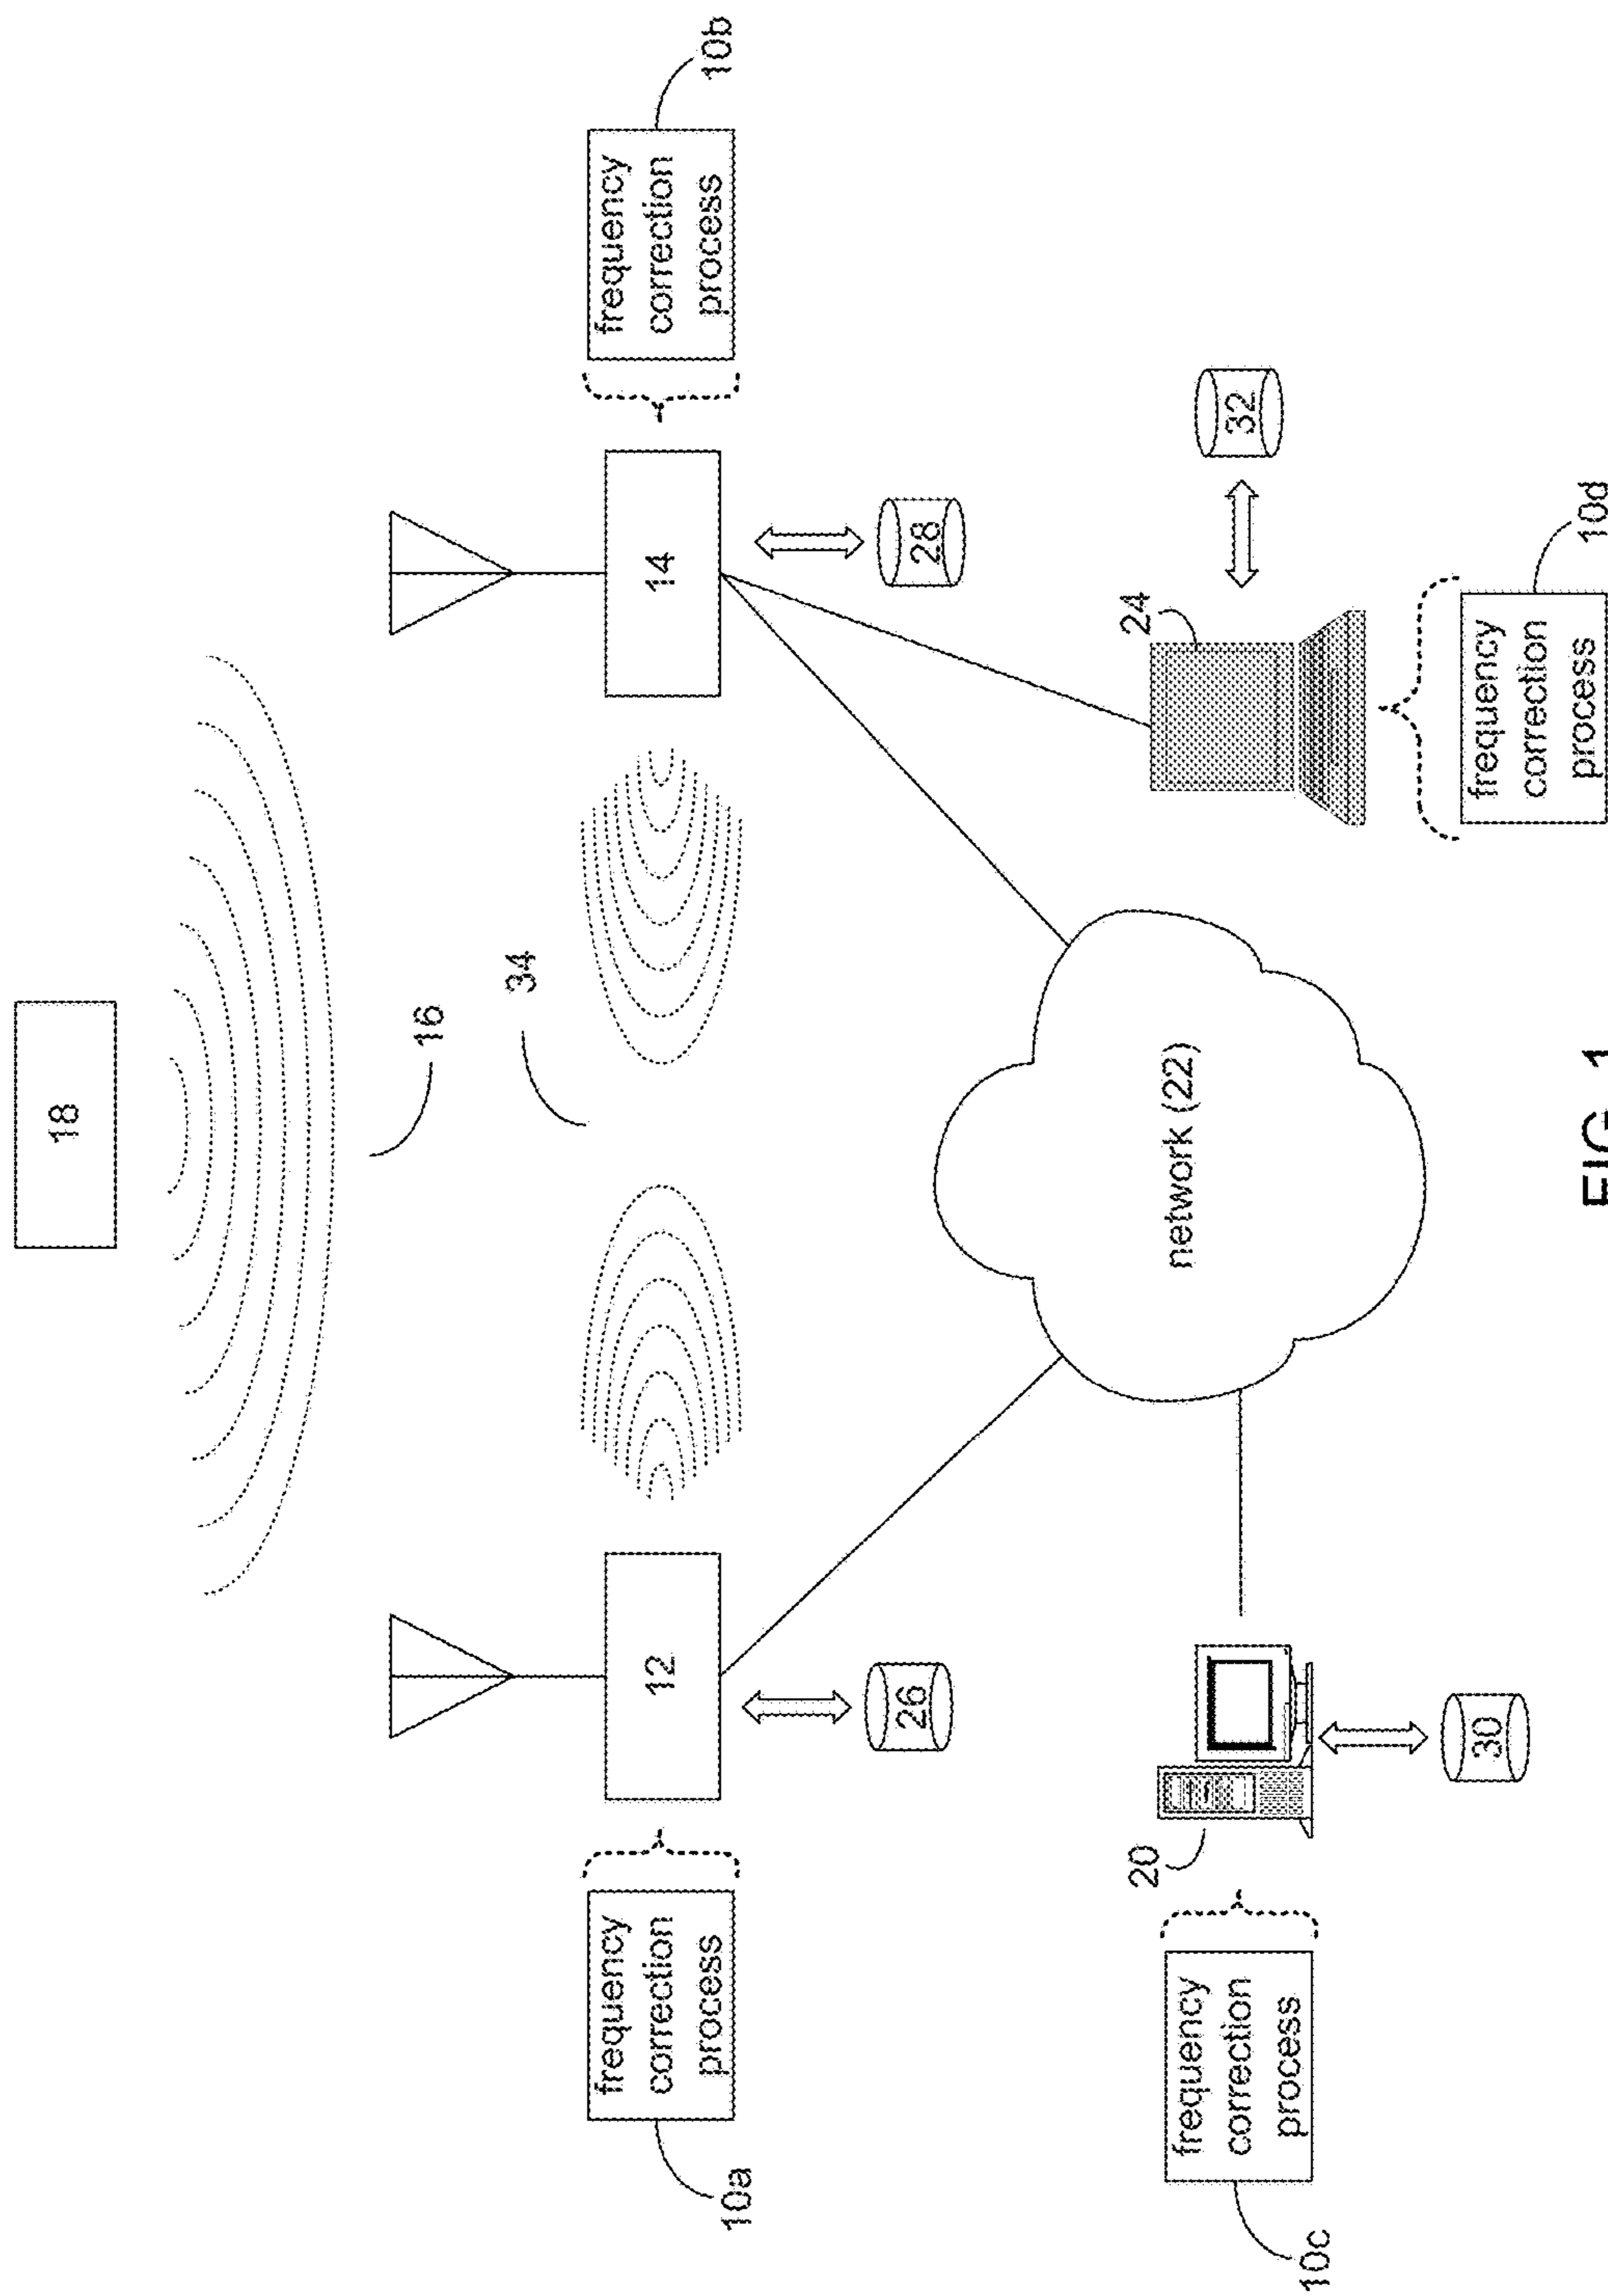 18
16
34
12
14
frequency
correction
process
10a
frequency
correction
process
10b
26
28
network (22)
20
24
32
30
frequency
correction
process
10c
frequency
correction
process
10d
FIG. 1